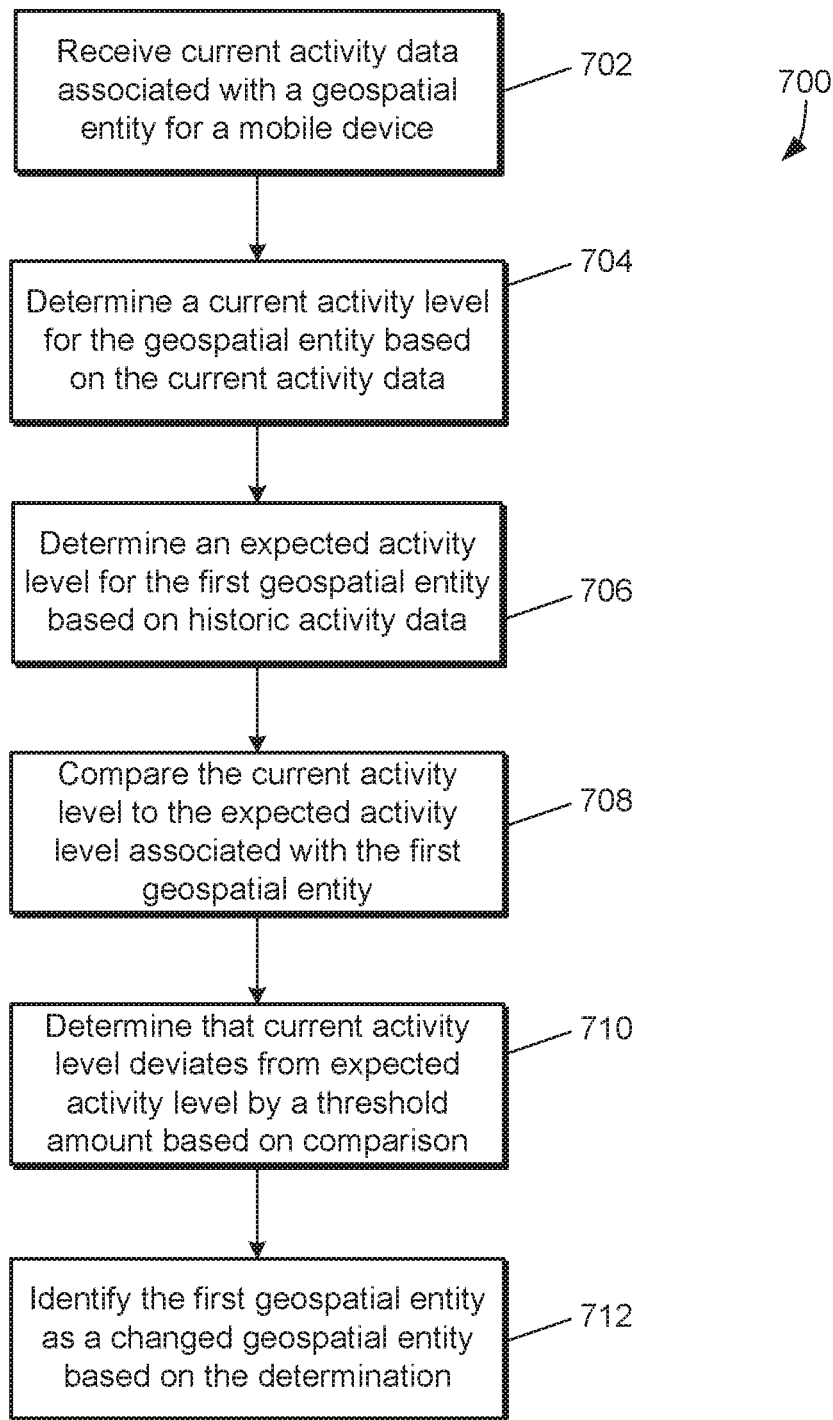 Receive current activity data
associated with a geospatial
entity for a mobile device
702
700
704
Determine a current activity level
for the geospatial entity based
on the current activity data
Determine an expected activity
level for the first geospatial entity
based on historic activity data
706
Compare the current activity
level to the expected activity
level associated with the first
geospatial entity
708
Determine that current activity
level deviates from expected
activity level by a threshold
amount based on comparison
710
Identify the first geospatial entity
as a changed geospatial entity
based on the determination
712